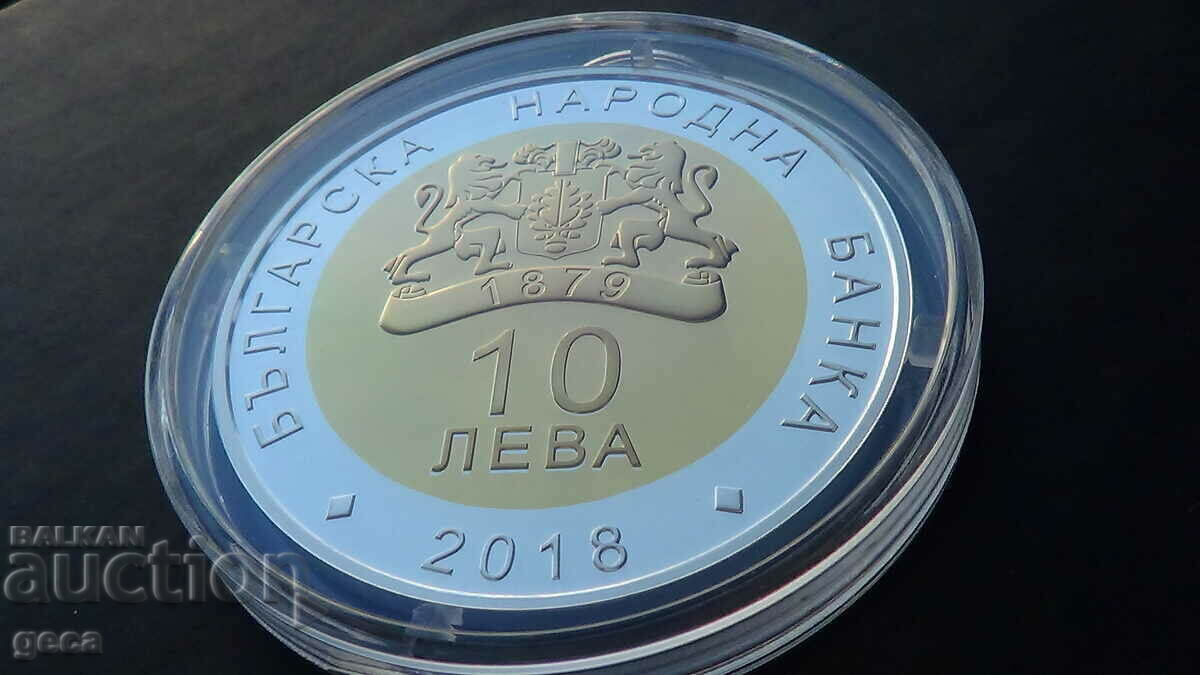 БЪЛГАРСКА НАРОДНА БАНКА
1879
10
ЛЕВА
2018
BALKAN
auction
geca